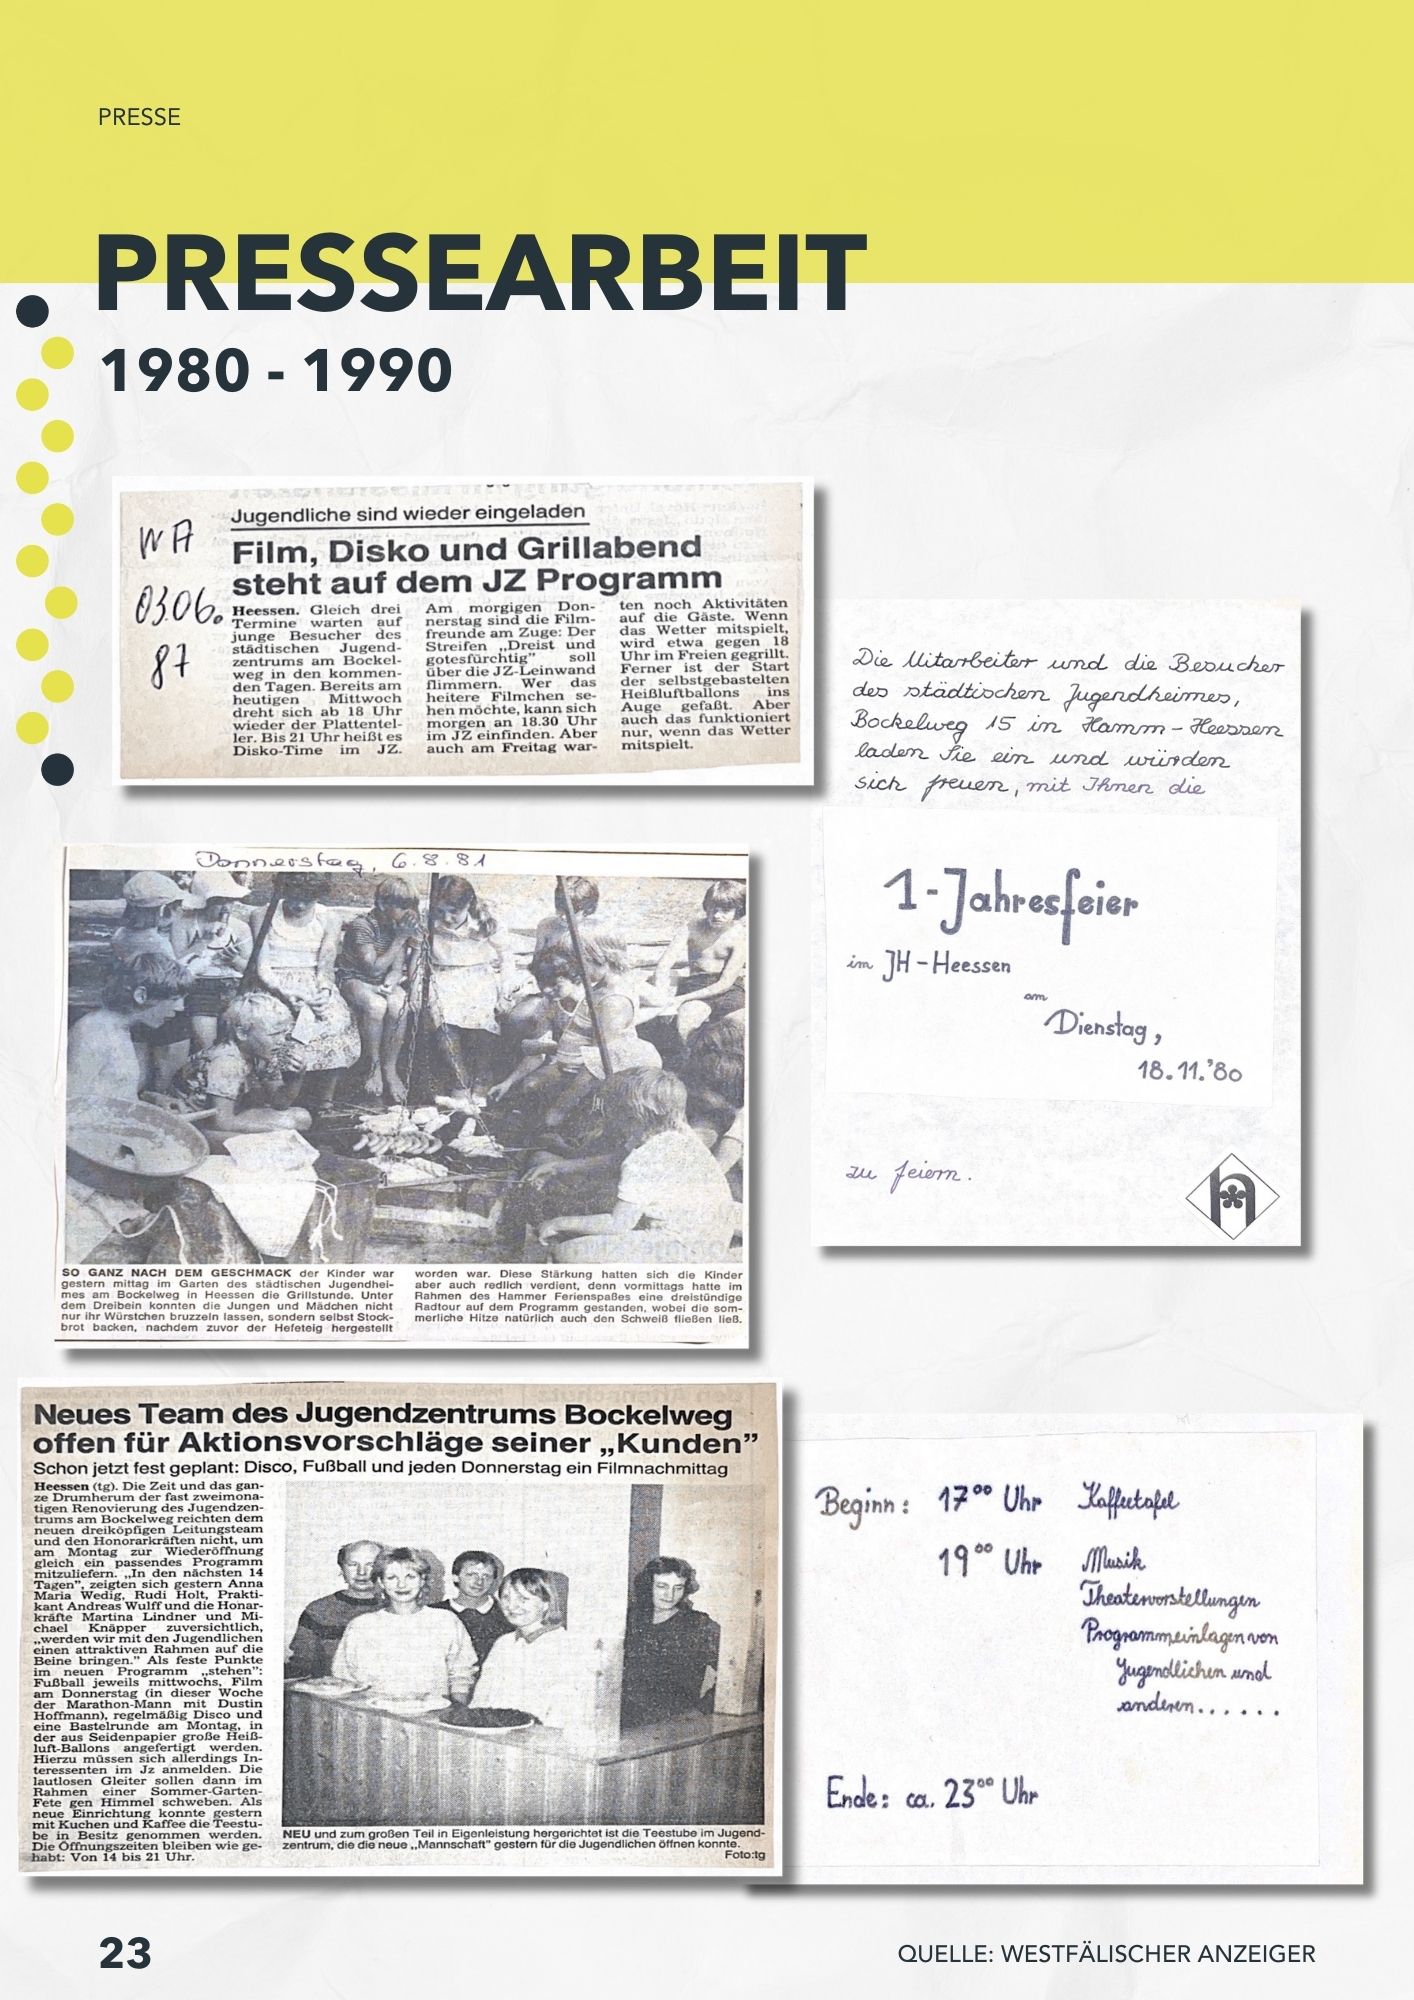 PRESSE
PRESSEARBEIT
1980 - 1990
WA
03.06.
87
Jugendliche sind wieder eingeladen
Film, Disko und Grillabend
steht auf dem JZ Programm
Heessen. Gleich drei
Termine warten auf
junge Besucher des
städtischen Jugend-
zentrums am Bockel-
weg in den kommen-
den Tagen. Bereits am
heutigen Mittwoch
dreht sich ab 18 Uhr
wieder der Plattentel-
ler. Bis 21 Uhr heißt es
Disko-Time im JZ.
Am morgigen Don-
nerstag sind die Film-
freunde am Zuge: Der
Streifen „Dreist und
gotesfürchtig" soll
über die JZ-Leinwand
flimmern. Wer das
heitere Filmchen se-
hen möchte, kann sich
morgen an 18.30 Uhr
im JZ einfinden. Aber
auch am Freitag war-
ten noch Aktivitäten
auf die Gäste. Wenn
das Wetter mitspielt,
wird etwa gegen 18
Uhr im Freien gegrillt.
Ferner ist der Start
der selbstgebastelten
Heißluftballons ins
Auge gefaßt. Aber
auch das funktioniert
nur, wenn das Wetter
mitspielt.
Die Mitarbeiter und die Besucher
des städtischen Jugendheimes,
Bockelweg 15 in Hamm-Heessen
laden Sie ein und würden
sich freuen, mit Ihnen die
1-Jahresfeier
im JH-Heessen
am
Dienstag,
18.11.'80
zu feiern.
Donnerstag, 6.8.81
SO GANZ NACH DEM GESCHMACK der Kinder war
gestern mittag im Garten des städtischen Jugendhei-
mes am Bockelweg in Heessen die Grillstunde. Unter
dem Dreibein konnten die Jungen und Mädchen nicht
nur ihr Würstchen bruzzeln lassen, sondern selbst Stock-
brot backen, nachdem zuvor der Hefeteig hergestellt
worden war. Diese Stärkung hatten sich die Kinder
aber auch redlich verdient, denn vormittags hatte im
Rahmen des Hammer Ferienspaßes eine dreistündige
Radtour auf dem Programm gestanden, wobei die som-
merliche Hitze natürlich auch den Schweiß fließen ließ.
Neues Team des Jugendzentrums Bockelweg
offen für Aktionsvorschläge seiner „Kunden"
Schon jetzt fest geplant: Disco, Fußball und jeden Donnerstag ein Filmnachmittag
Heessen (tg). Die Zeit und das gan-
ze Drumherum der fast zweimona-
tigen Renovierung des Jugendzen-
trums am Bockelweg reichten dem
neuen dreiköpfigen Leitungsteam
und den Honorarkräften nicht, um
am Montag zur Wiederöffnung
gleich ein passendes Programm
mitzuliefern. „In den nächsten 14
Tagen", zeigten sich gestern Anna
Maria Wedig, Rudi Holt, Prakti-
kant Andreas Wulff und die Honar-
kräfte Martina Lindner und Mi-
chael Knäpper zuversichtlich,
„werden wir mit den Jugendlichen
einen attraktiven Rahmen auf die
Beine bringen." Als feste Punkte
im neuen Programm „stehen":
Fußball jeweils mittwochs, Film
am Donnerstag (in dieser Woche
der Marathon-Mann mit Dustin
Hoffmann), regelmäßig Disco und
eine Bastelrunde am Montag, in
der aus Seidenpapier große Heiß-
luft-Ballons angefertigt werden.
Hierzu müssen sich allerdings In-
teressenten im Jz anmelden. Die
lautlosen Gleiter sollen dann im
Rahmen einer Sommer-Garten-
Fete gen Himmel schweben. Als
neue Einrichtung konnte gestern
mit Kuchen und Kaffee die Teestu-
be in Besitz genommen werden.
Die Öffnungszeiten bleiben wie ge-
habt: Von 14 bis 21 Uhr.
NEU und zum großen Teil in Eigenleistung hergerichtet ist die Teestube im Jugend-
zentrum, die die neue „Mannschaft" gestern für die Jugendlichen öffnen konnte.
Foto:tg
Beginn: 17⁰⁰ Uhr Kaffeetafel
19⁰⁰ Uhr Musik
Theatervorstellungen
Programmeinlagen von
Jugendlichen und
anderen......
Ende: ca. 23⁰⁰ Uhr
23
QUELLE: WESTFÄLISCHER ANZEIGER